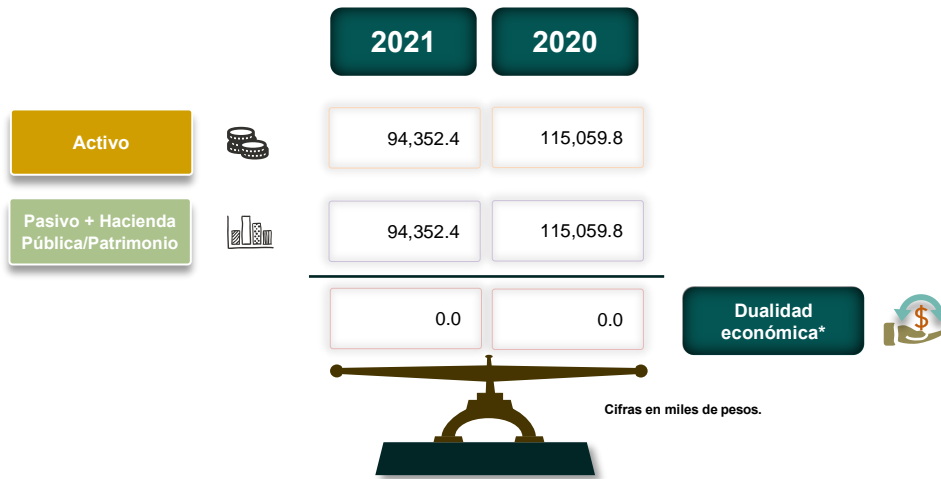 2021 2020
Activo 94,352.4 115,059.8
Pasivo + Hacienda
Pública/Patrimonio 94,352.4 115,059.8
0.0 0.0
Dualidad
económica*
$
Cifras en miles de pesos.